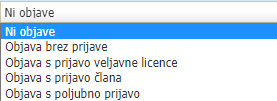 Ni objave
Ni objave
Objava brez prijave
Objava s prijavo veljavne licence
Objava s prijavo člana
Objava s poljubno prijavo